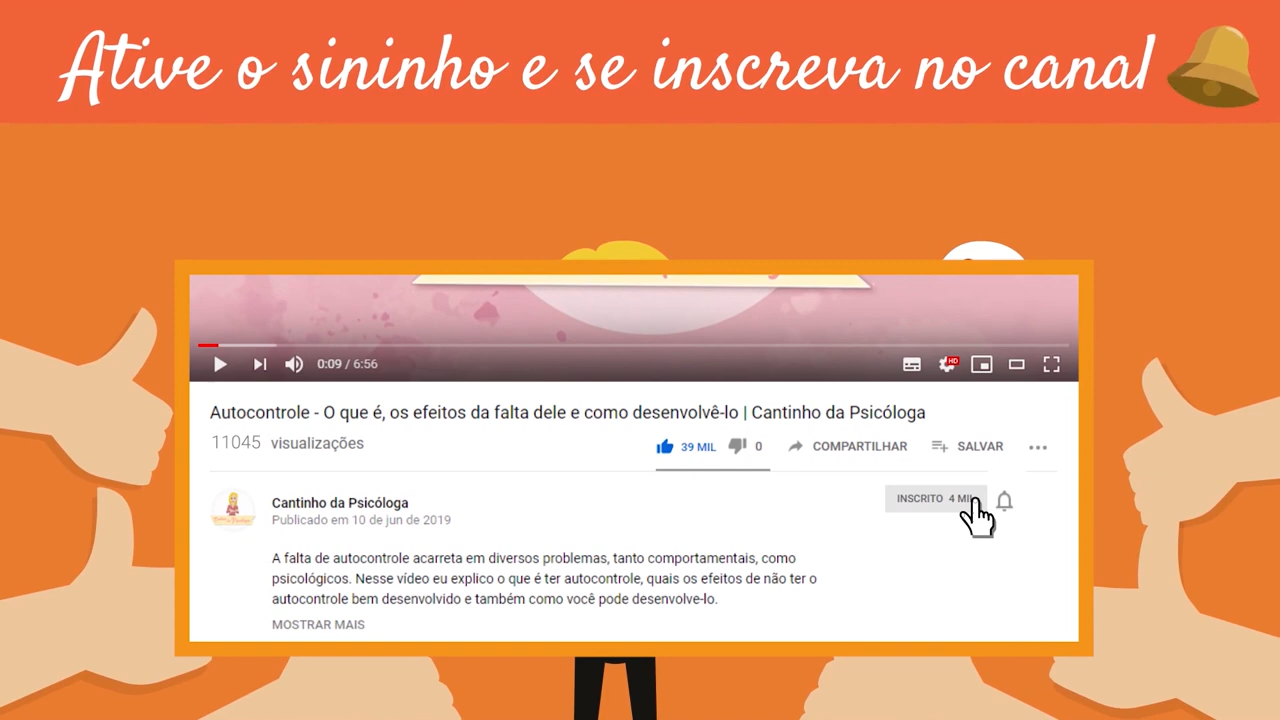 Ative o sininho e se inscreva no canal
0:09 / 6:56
HD
Autocontrole - O que é, os efeitos da falta dele e como desenvolvê-lo | Cantinho da Psicóloga
11045 visualizações
39 MIL 0 COMPARTILHAR SALVAR
Cantinho da Psicóloga
INSCRITO 4 MIL
Publicado em 10 de jun de 2019
A falta de autocontrole acarreta em diversos problemas, tanto comportamentais, como
psicológicos. Nesse vídeo eu explico o que é ter autocontrole, quais os efeitos de não ter o
autocontrole bem desenvolvido e também como você pode desenvolve-lo.
MOSTRAR MAIS